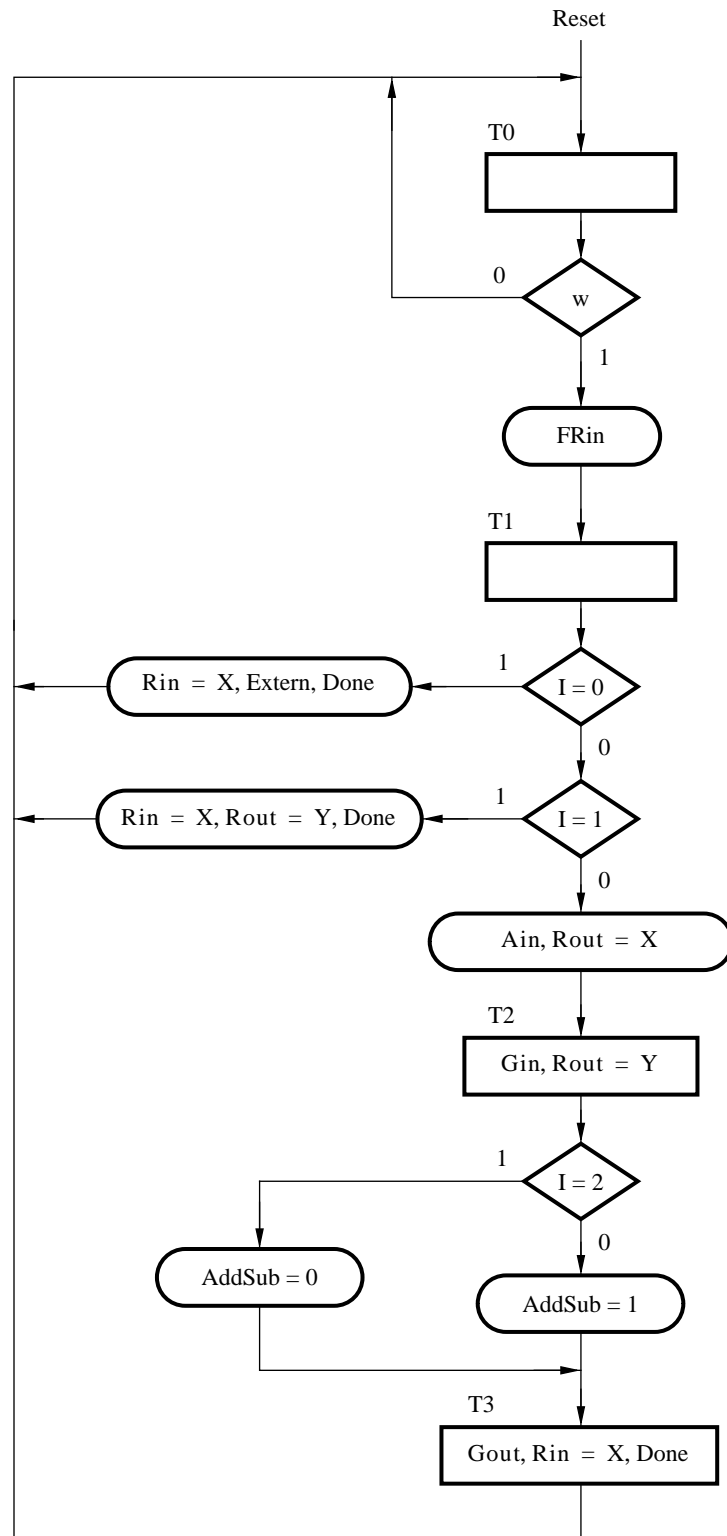 Reset
T0
0
w
1
FRin
T1
1
Rin = X, Extern, Done
I = 0
0
1
Rin = X, Rout = Y, Done
I = 1
0
Ain, Rout = X
T2
Gin, Rout = Y
1
I = 2
0
AddSub = 0
AddSub = 1
T3
Gout, Rin = X, Done